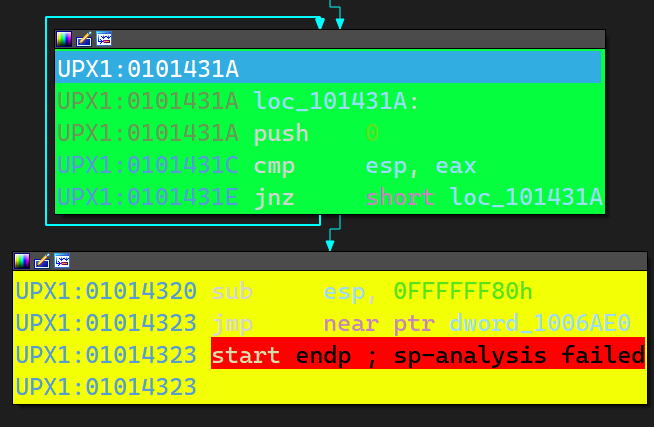 UPX1:0101431A
UPX1:0101431A loc_101431A:
UPX1:0101431A push    0
UPX1:0101431C cmp     esp, eax
UPX1:0101431E jnz     short loc_101431A
UPX1:01014320 sub     esp, 0FFFFFF80h
UPX1:01014323 jmp     near ptr dword_1006AE0
UPX1:01014323 start endp ; sp-analysis failed
UPX1:01014323